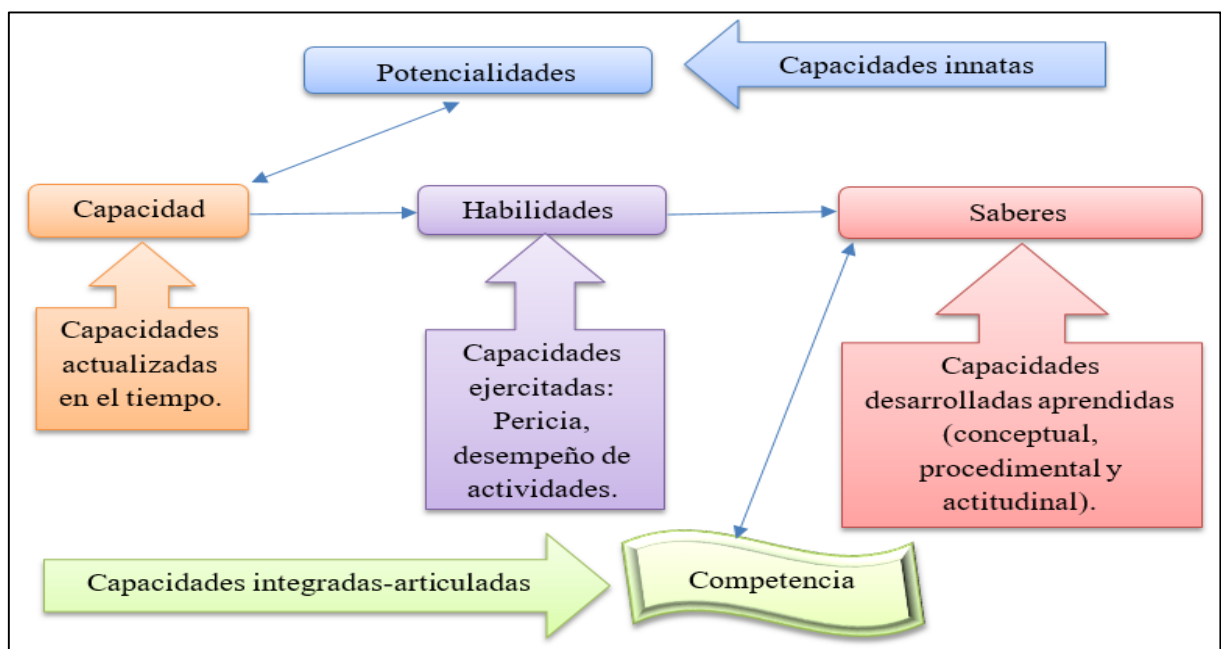 Potencialidades
Capacidades innatas
Capacidad
Habilidades
Saberes
Capacidades
actualizadas
en el tiempo.
Capacidades
ejercitadas:
Pericia,
desempeño de
actividades.
Capacidades
desarrolladas aprendidas
(conceptual,
procedimental y
actitudinal).
Capacidades integradas-articuladas
Competencia